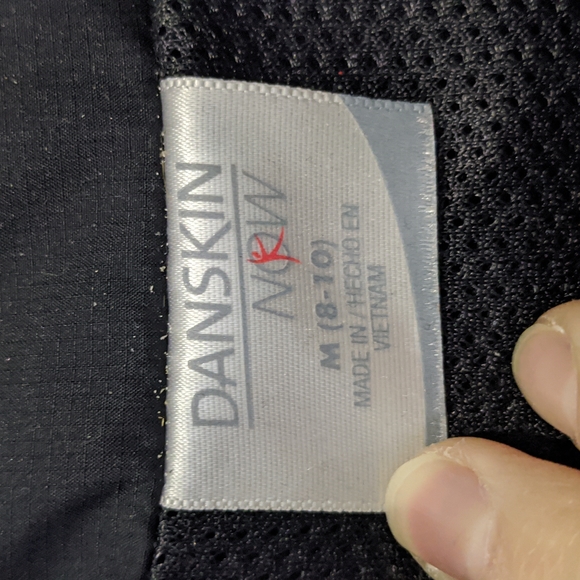 DANSKIN
NOW
M (8-10)
MADE IN / HECHO EN
VIETNAM